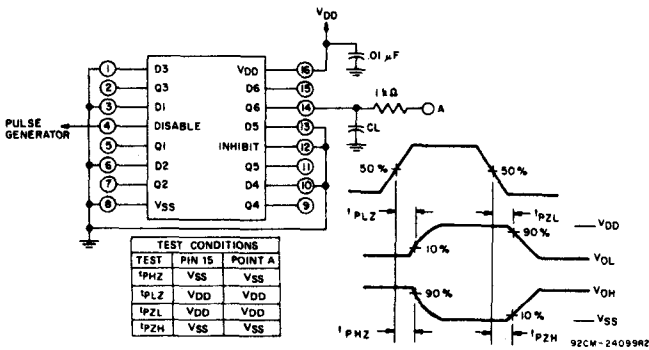 VDD
.01 µF
1 D3 VDD 16
2 Q3 D6 15
3 D1 Q6 14
1 kΩ
A
CL
PULSE GENERATOR
4 DISABLE D5 13
5 Q1 INHIBIT 12
6 D2 Q5 11
7 Q2 D4 10
8 VSS Q4 9
50% 50%
tPLZ tPZL
VDD
90%
10%
VOL
VOH
90%
10%
VSS
tPHZ tPZH
TEST CONDITIONS
TEST PIN 15 POINT A
tPHZ VSS VSS
tPLZ VDD VDD
tPZL VDD VDD
tPZH VSS VSS
92CM-24099R2